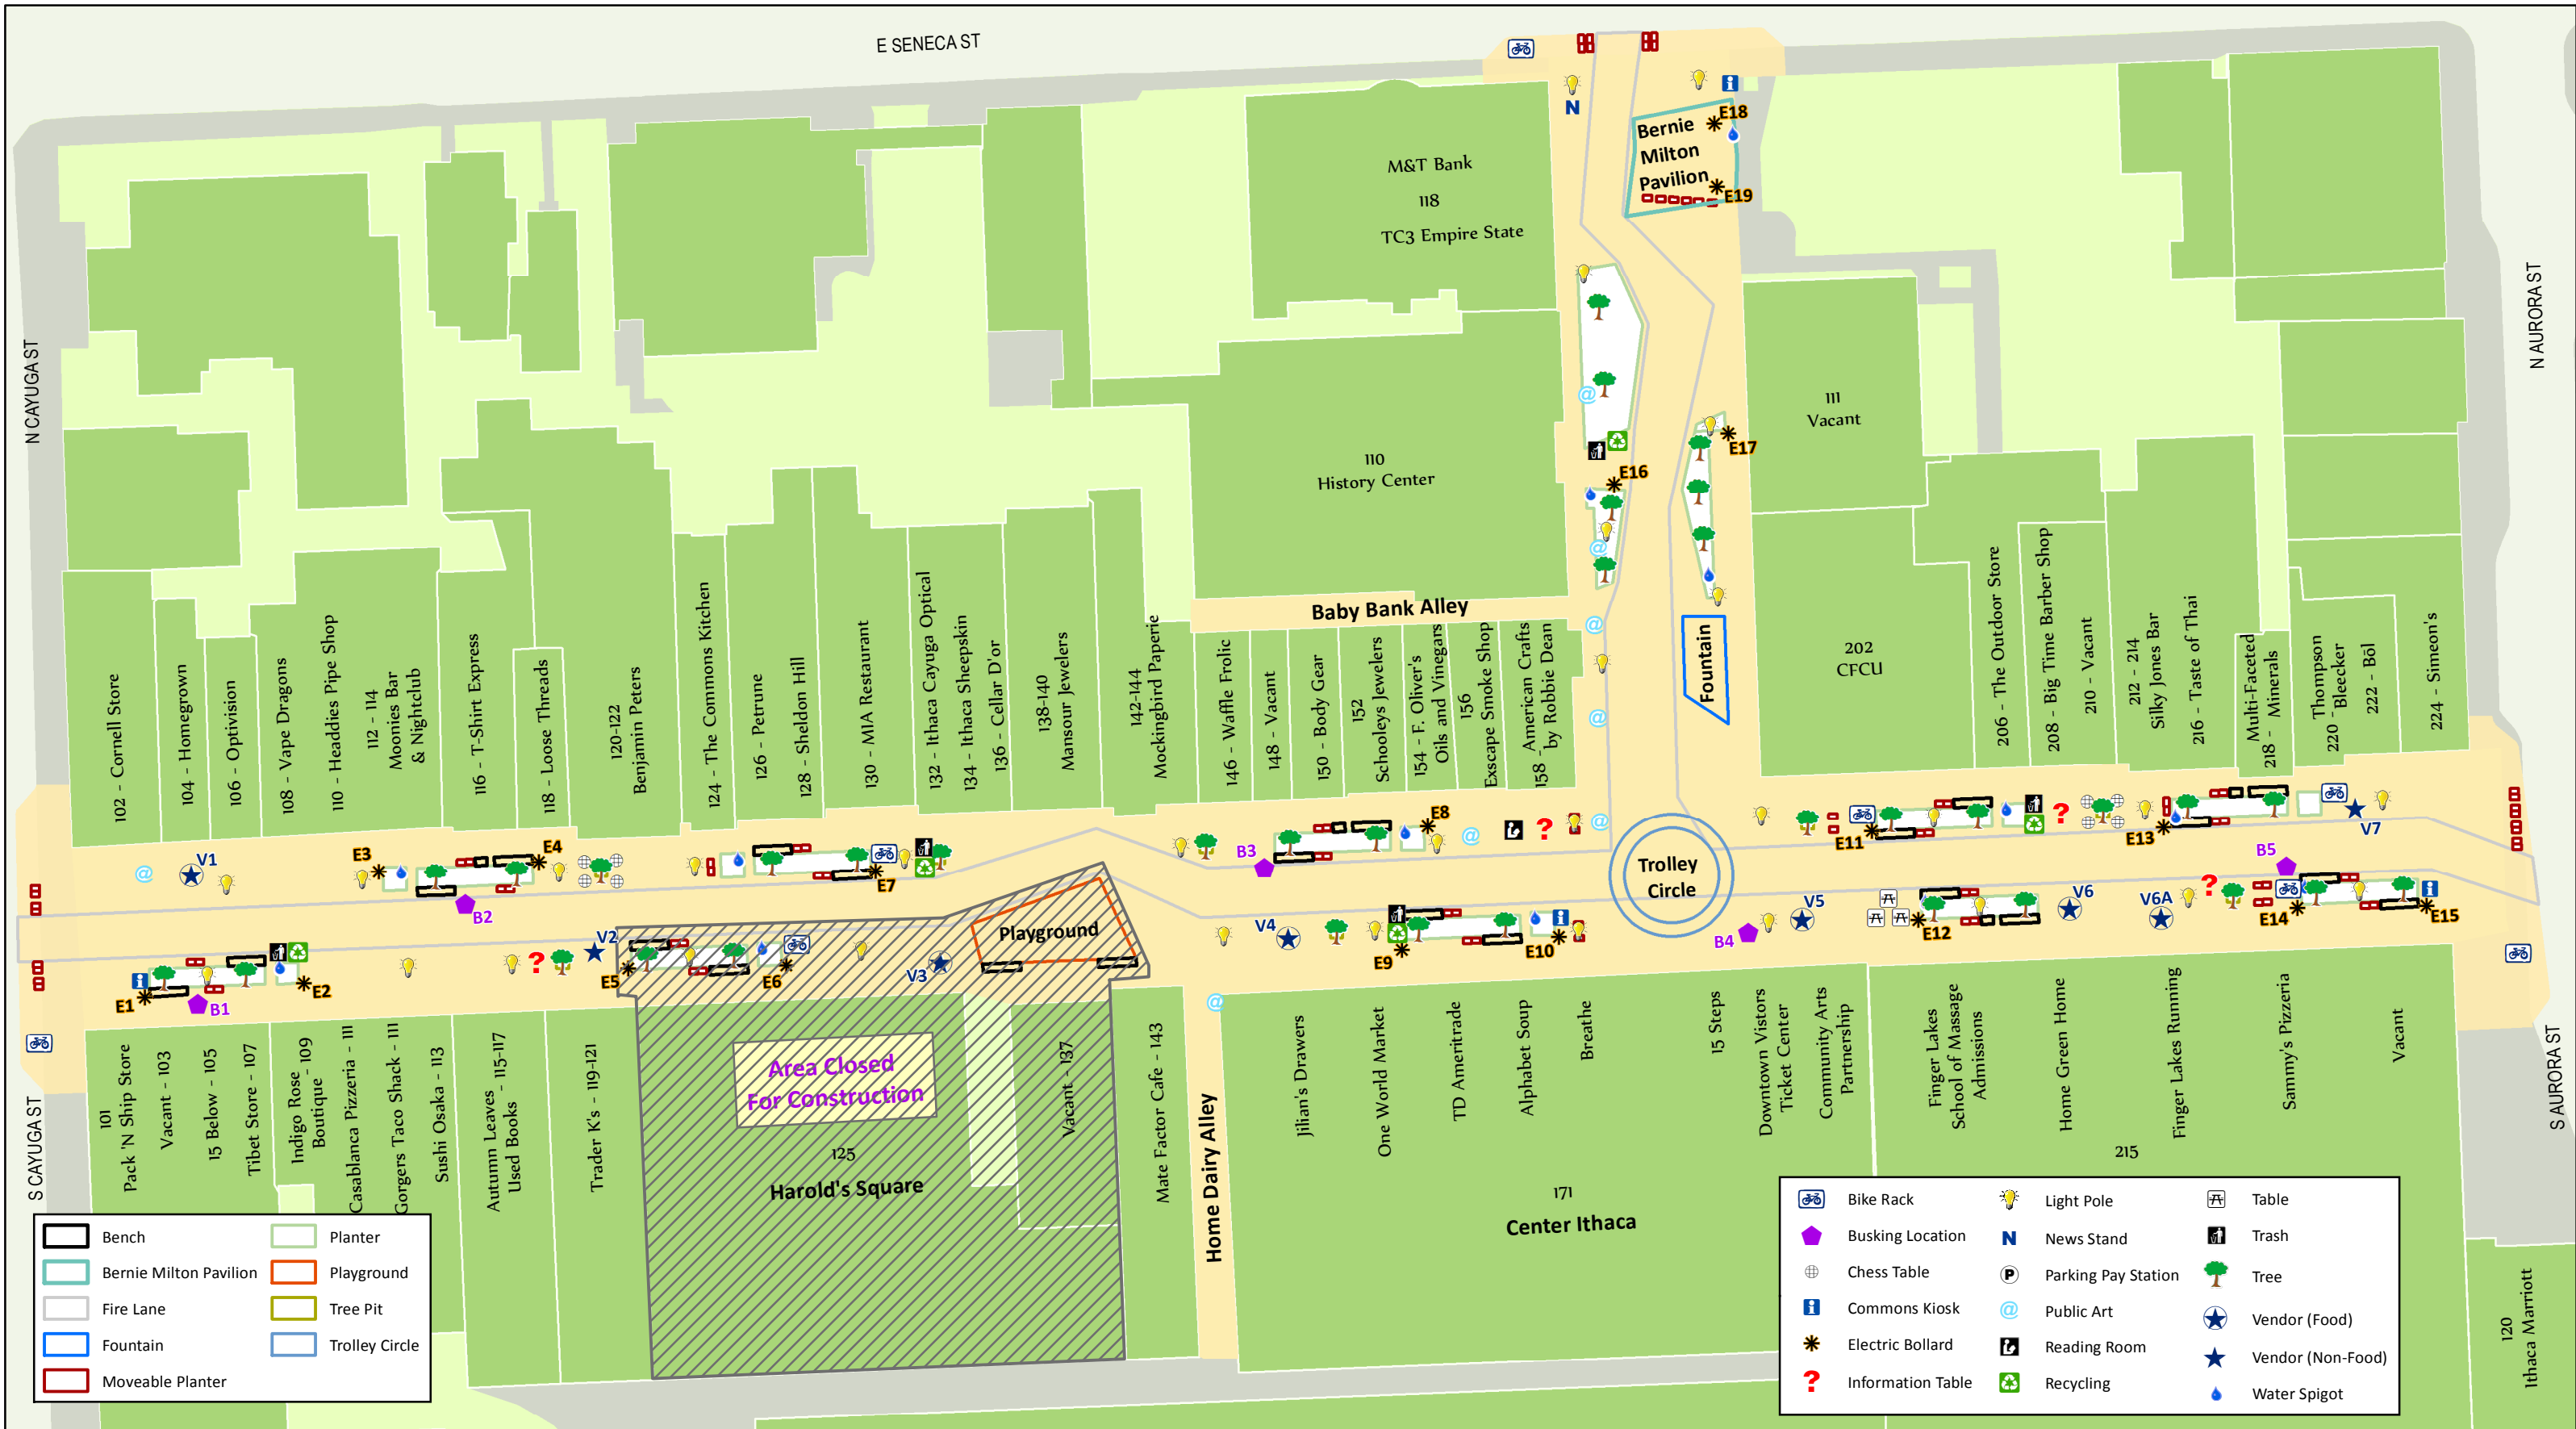 E SENECA ST
N CAYUGA ST
S CAYUGA ST
N AURORA ST
S AURORA ST
M&T Bank
118
TC3 Empire State
N
Bernie
Milton
Pavilion
E18
E19
110
History Center
E16
E17
111
Vacant
Baby Bank Alley
Fountain
202
CFCU
102 - Cornell Store
104 - Homegrown
106 - Optivision
108 - Vape Dragons
110 - Headdies Pipe Shop
112 - 114
Moonies Bar
& Nightclub
116 - T-Shirt Express
118 - Loose Threads
120-122
Benjamin Peters
124 - The Commons Kitchen
126 - Petrune
128 - Sheldon Hill
130 - MIA Restaurant
132 - Ithaca Cayuga Optical
134 - Ithaca Sheepskin
136 - Cellar D'or
138-140
Mansour Jewelers
142-144
Mockingbird Paperie
146 - Waffle Frolic
148 - Vacant
150 - Body Gear
152
Schooleys Jewelers
154 - F. Oliver's
Oils and Vinegars
156
Exscape Smoke Shop
158 - American Crafts
by Robbie Dean
206 - The Outdoor Store
208 - Big Time Barber Shop
210 - Vacant
212 - 214
Silky Jones Bar
216 - Taste of Thai
Multi-Faceted
218 - Minerals
Thompson
220 - Bleecker
222 - Böl
224 - Simeon's
V1
E3
E4
B2
E7
B3
E8
E11
E13
V7
B5
Trolley
Circle
E1
B1
E2
V2
E5
E6
V3
Playground
V4
E9
E10
B4
V5
E12
V6
V6A
E14
E15
101
Pack 'N Ship Store
Vacant - 103
15 Below - 105
Tibet Store - 107
Indigo Rose - 109
Boutique
Casablanca Pizzeria - 111
Gorgers Taco Shack - 111
Sushi Osaka - 113
Autumn Leaves - 115-117
Used Books
Trader K's - 119-121
Area Closed
For Construction
125
Harold's Square
Vacant - 137
Mate Factor Cafe - 143
Home Dairy Alley
Jilian's Drawers
One World Market
TD Ameritrade
Alphabet Soup
Breathe
15 Steps
Downtown Vistors
Ticket Center
Community Arts
Partnership
171
Center Ithaca
Finger Lakes
School of Massage
Admissions
Home Green Home
Finger Lakes Running
Sammy's Pizzeria
Vacant
215
120
Ithaca Marriott
Bench
Bernie Milton Pavilion
Fire Lane
Fountain
Moveable Planter
Planter
Playground
Tree Pit
Trolley Circle
Bike Rack
Busking Location
Chess Table
Commons Kiosk
Electric Bollard
Information Table
Light Pole
News Stand
Parking Pay Station
Public Art
Reading Room
Recycling
Table
Trash
Tree
Vendor (Food)
Vendor (Non-Food)
Water Spigot